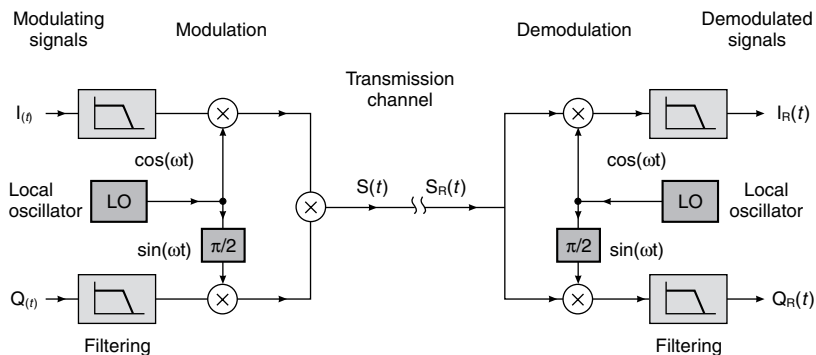 Modulating signals
Modulation
Demodulation
Demodulated signals
Transmission channel
I(t)
cos(ωt)
Local oscillator
LO
S(t)
SR(t)
IR(t)
cos(ωt)
LO
Local oscillator
sin(ωt)
π/2
π/2
sin(ωt)
Q(t)
QR(t)
Filtering
Filtering